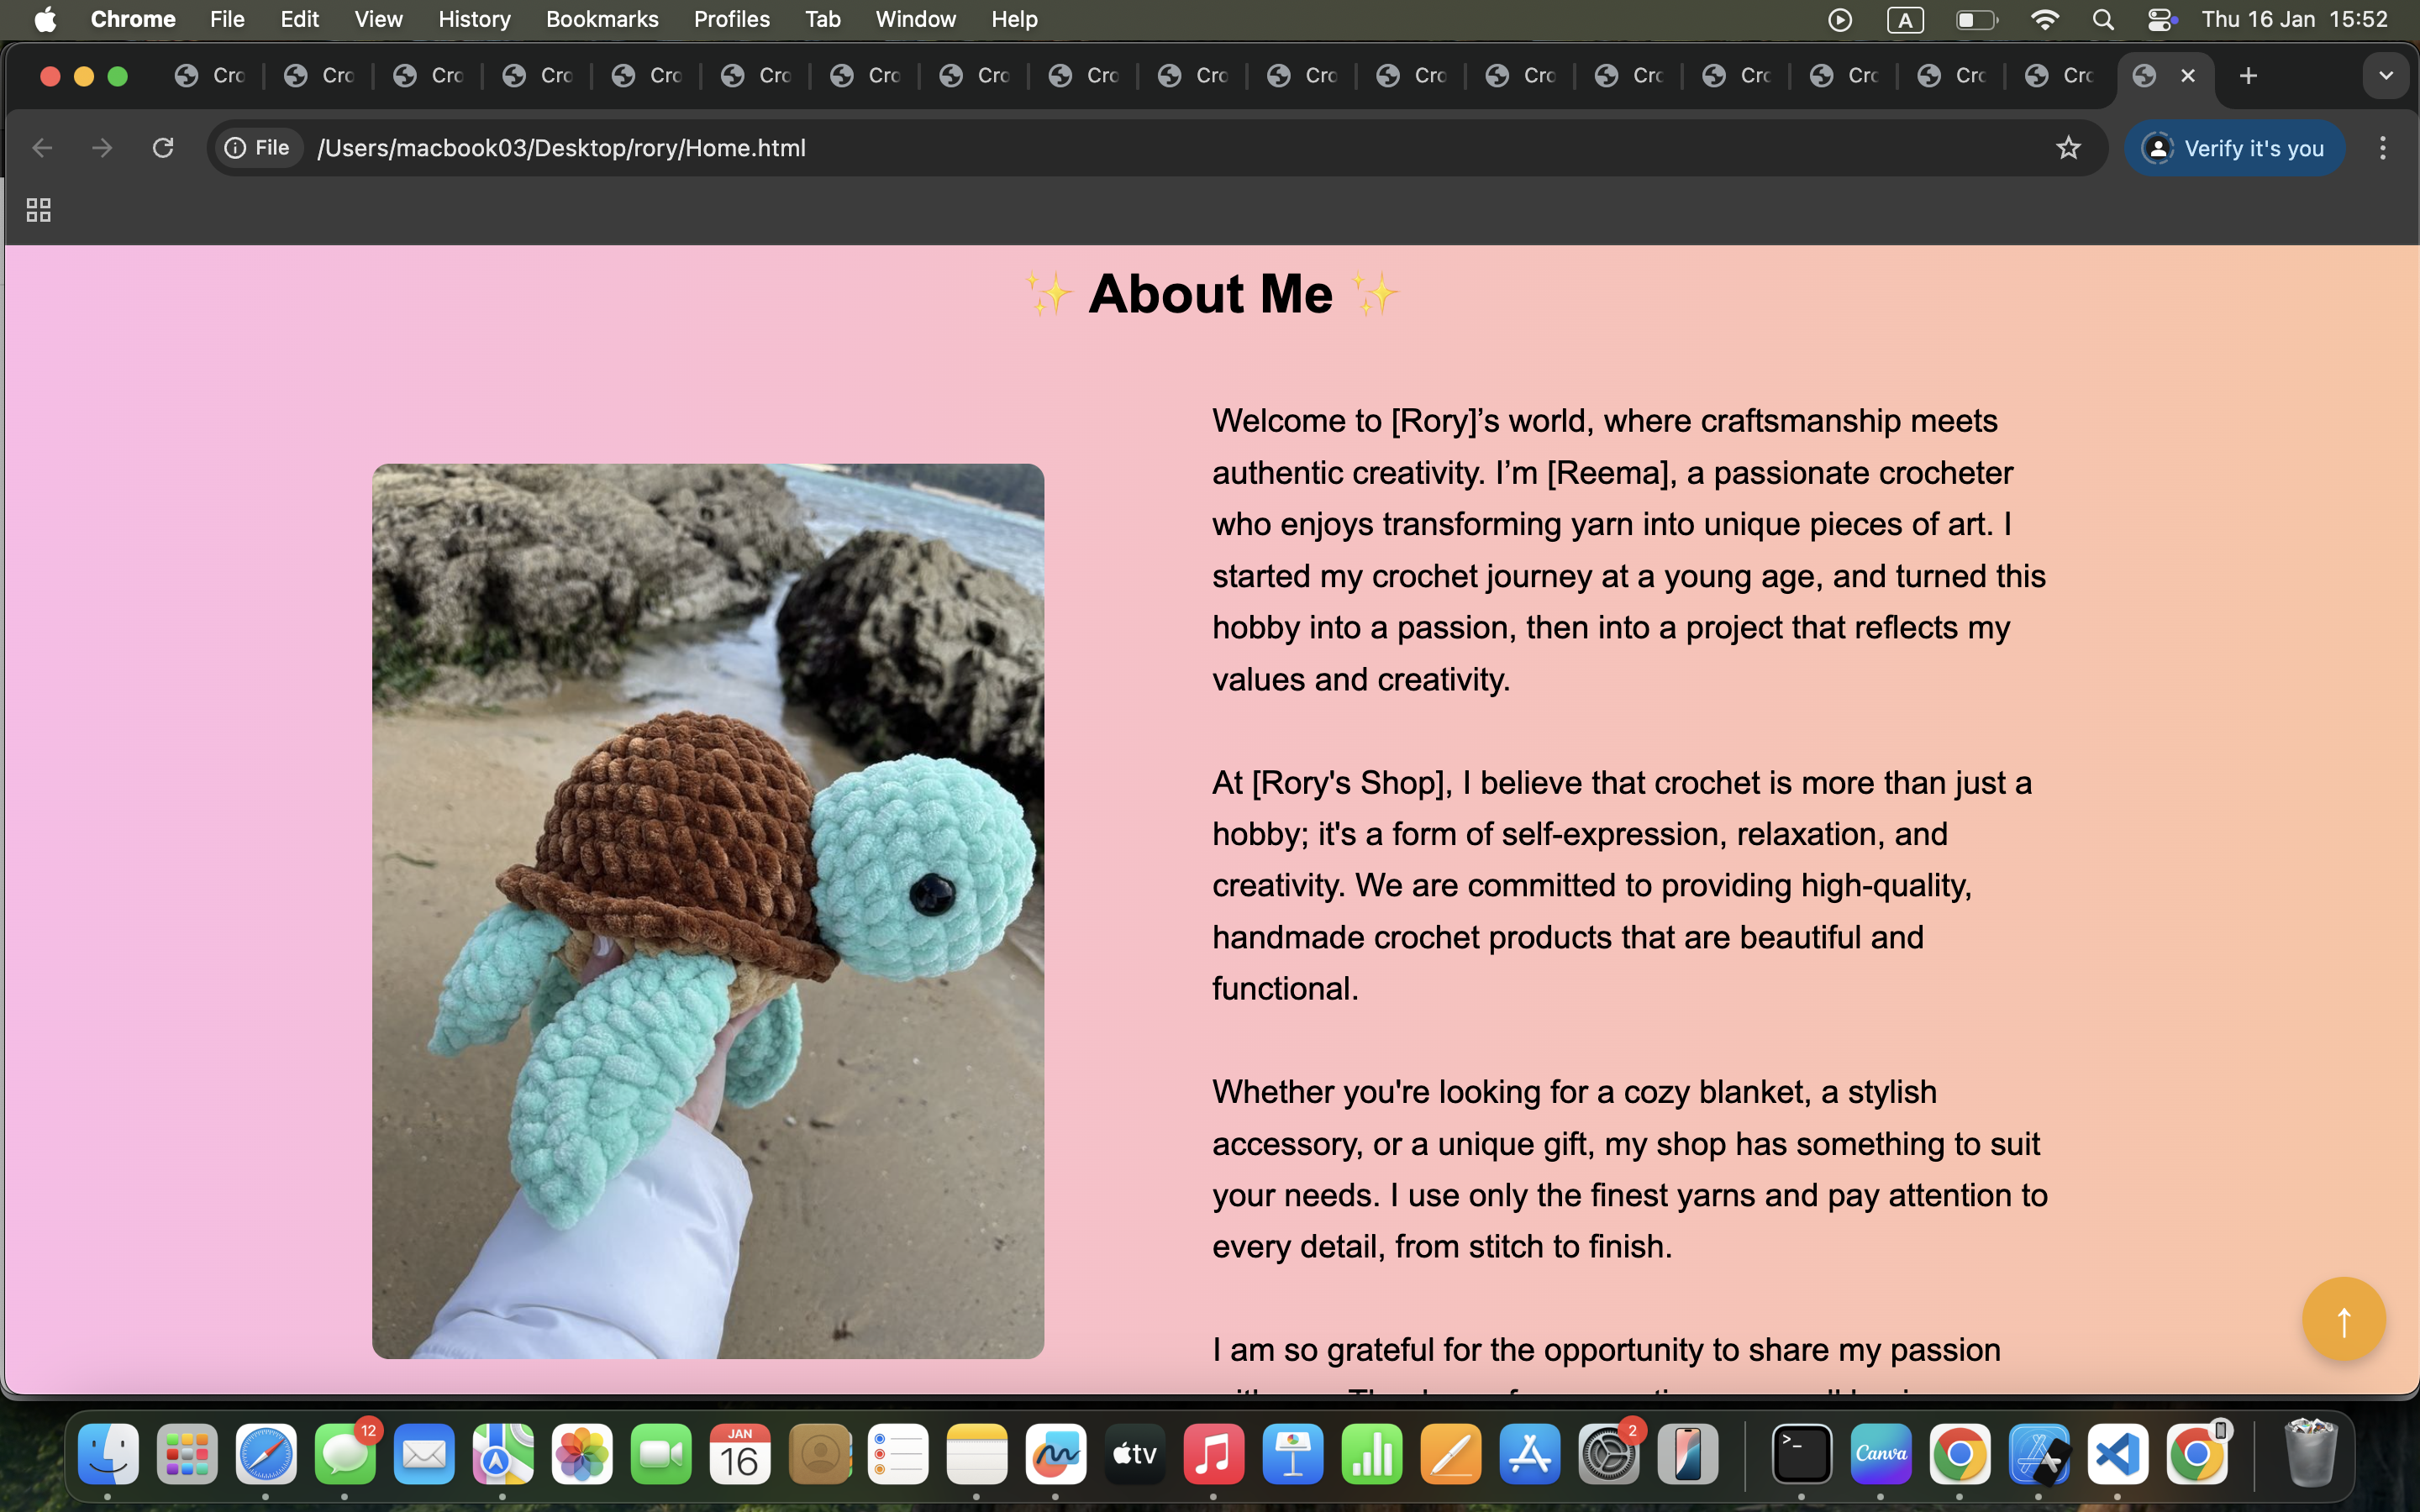 Chrome File Edit View History Bookmarks Profiles Tab Window Help A Thu 16 Jan 15:52
Cro Cro Cro Cro Cro Cro Cro Cro Cro Cro Cro Cro Cro Cro Cro Cro Cro Cro
File /Users/macbook03/Desktop/rory/Home.html Verify it's you
✨ About Me ✨
Welcome to [Rory]’s world, where craftsmanship meets
authentic creativity. I’m [Reema], a passionate crocheter
who enjoys transforming yarn into unique pieces of art. I
started my crochet journey at a young age, and turned this
hobby into a passion, then into a project that reflects my
values and creativity.
At [Rory's Shop], I believe that crochet is more than just a
hobby; it's a form of self-expression, relaxation, and
creativity. We are committed to providing high-quality,
handmade crochet products that are beautiful and
functional.
Whether you're looking for a cozy blanket, a stylish
accessory, or a unique gift, my shop has something to suit
your needs. I use only the finest yarns and pay attention to
every detail, from stitch to finish.
I am so grateful for the opportunity to share my passion
↑
12
JAN
16
tv
2
>_
Canva